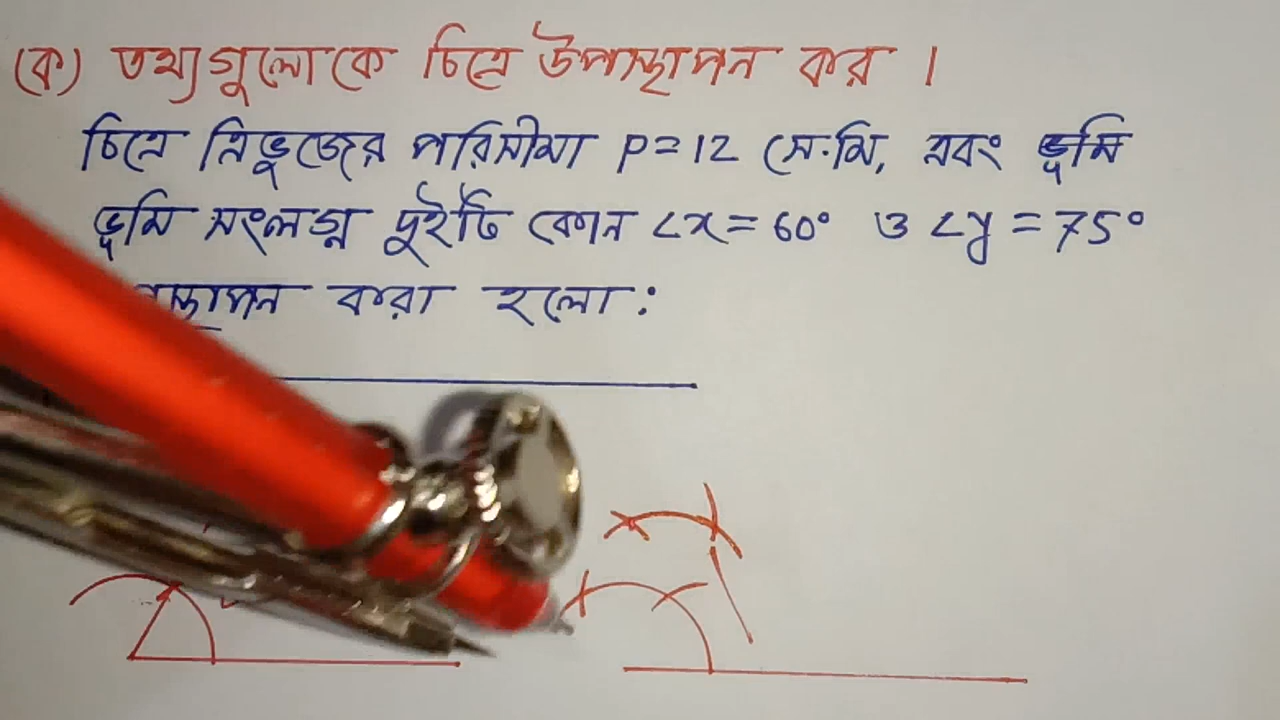 (ক) তথ্যগুলোকে চিত্রে উপস্থাপন কর ।
চিত্রে ত্রিভুজের পরিসীমা P=12 সে.মি, এবং ভূমি
ভূমি সংলগ্ন দুইটি কোন <x = 60° ও <y = 75°
করা হলো :